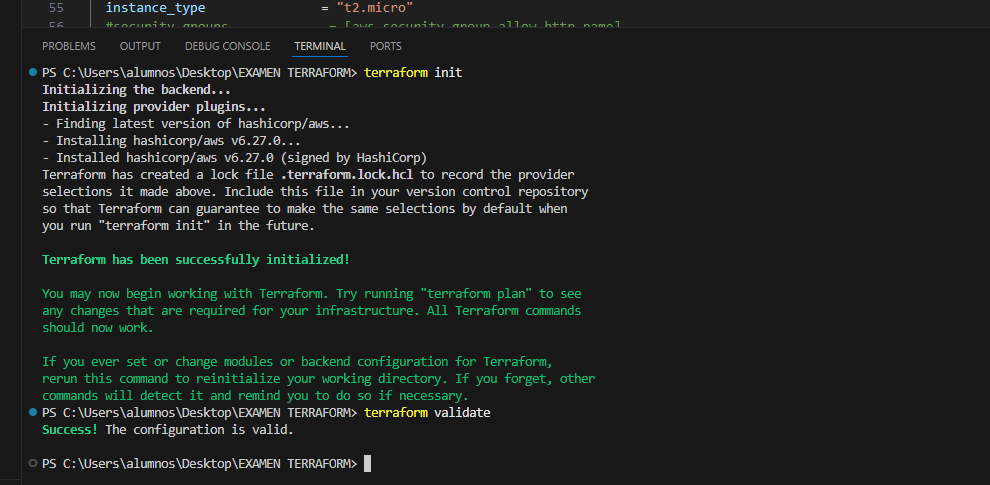 55 instance_type = "t2.micro"
56 #security_groups = [aws_security_group.allow_http.name]
PROBLEMS OUTPUT DEBUG CONSOLE TERMINAL PORTS
PS C:\Users\alumnos\Desktop\EXAMEN TERRAFORM> terraform init
Initializing the backend...
Initializing provider plugins...
- Finding latest version of hashicorp/aws...
- Installing hashicorp/aws v6.27.0...
- Installed hashicorp/aws v6.27.0 (signed by HashiCorp)
Terraform has created a lock file .terraform.lock.hcl to record the provider
selections it made above. Include this file in your version control repository
so that Terraform can guarantee to make the same selections by default when
you run "terraform init" in the future.
Terraform has been successfully initialized!
You may now begin working with Terraform. Try running "terraform plan" to see
any changes that are required for your infrastructure. All Terraform commands
should now work.
If you ever set or change modules or backend configuration for Terraform,
rerun this command to reinitialize your working directory. If you forget, other
commands will detect it and remind you to do so if necessary.
PS C:\Users\alumnos\Desktop\EXAMEN TERRAFORM> terraform validate
Success! The configuration is valid.
PS C:\Users\alumnos\Desktop\EXAMEN TERRAFORM>